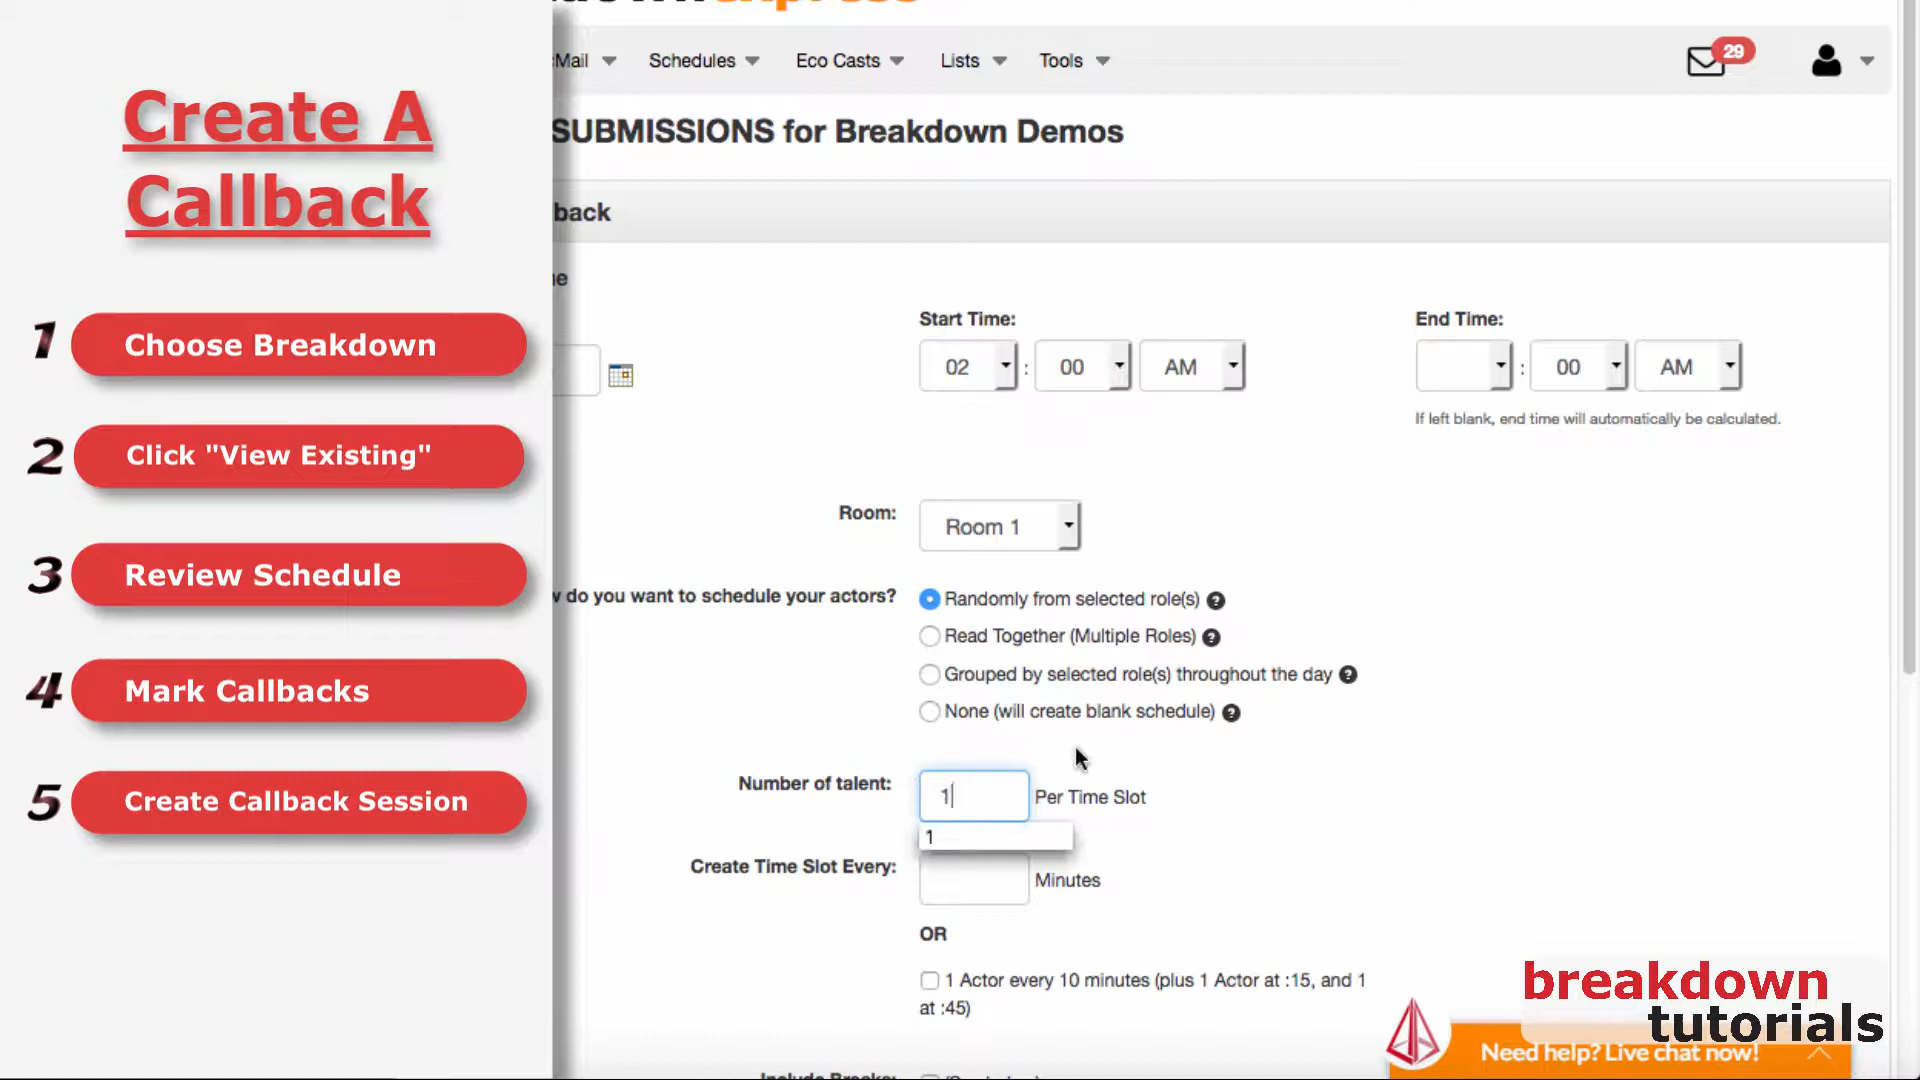 Create A
Callback
1 Choose Breakdown
2 Click "View Existing"
3 Review Schedule
4 Mark Callbacks
5 Create Callback Session
Mail Schedules Eco Casts Lists Tools 29
SUBMISSIONS for Breakdown Demos
back
Start Time: End Time:
02 : 00 AM : 00 AM
If left blank, end time will automatically be calculated.
Room: Room 1
do you want to schedule your actors? Randomly from selected role(s) ?
Read Together (Multiple Roles) ?
Grouped by selected role(s) throughout the day ?
None (will create blank schedule) ?
Number of talent: 1 Per Time Slot
1
Create Time Slot Every: Minutes
OR
1 Actor every 10 minutes (plus 1 Actor at :15, and 1
at :45)
breakdown
tutorials
Need help? Live chat now!